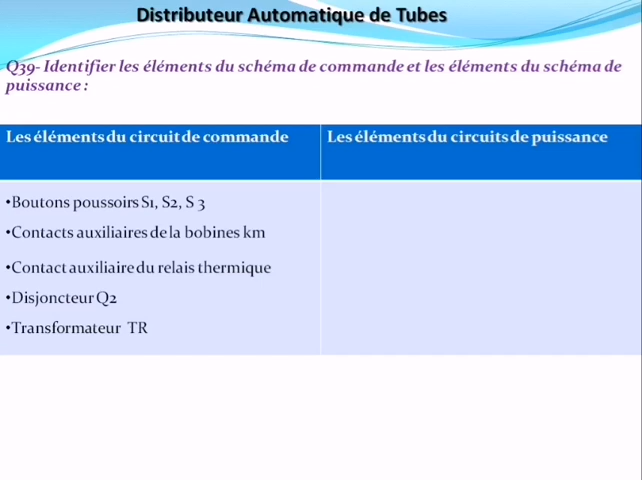 Distributeur Automatique de Tubes
Q39- Identifier les éléments du schéma de commande et les éléments du schéma de
puissance :
Les éléments du circuit de commande
Les éléments du circuits de puissance
•Boutons poussoirs S1, S2, S 3
•Contacts auxiliaires de la bobines km
•Contact auxiliaire du relais thermique
•Disjoncteur Q2
•Transformateur TR